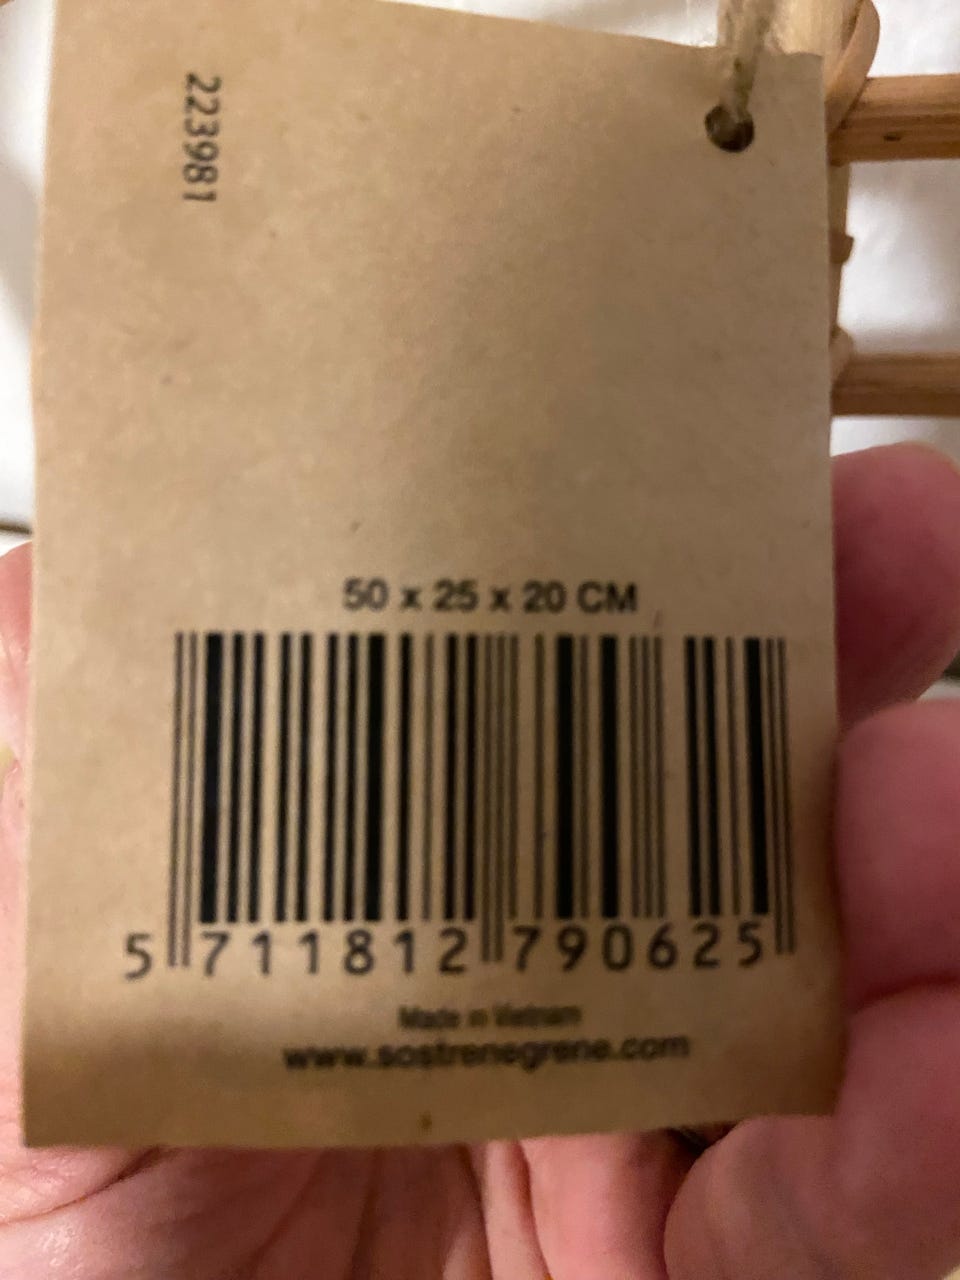 223981
50 x 25 x 20 CM
5 711812 790625
Made in Vietnam
www.sostrenegrene.com